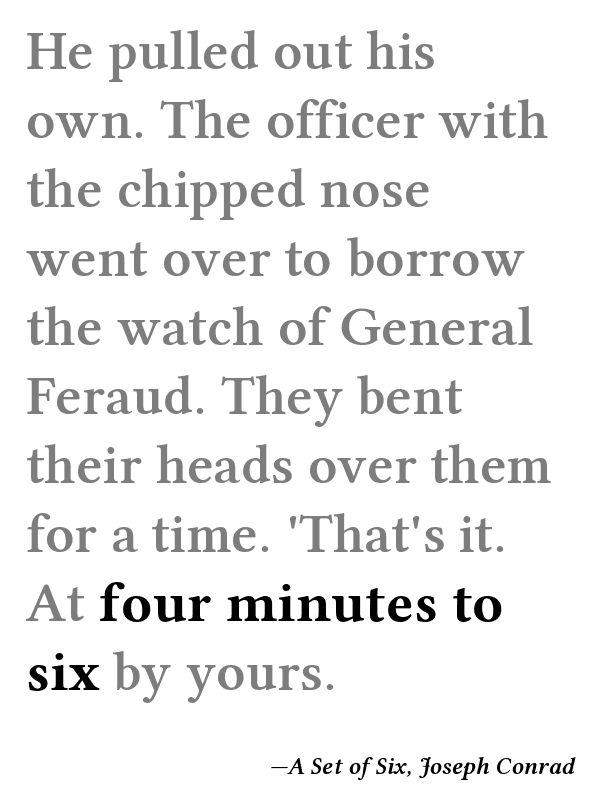 He pulled out his
own. The officer with
the chipped nose
went over to borrow
the watch of General
Feraud. They bent
their heads over them
for a time. 'That's it.
At four minutes to
six by yours.
—A Set of Six, Joseph Conrad